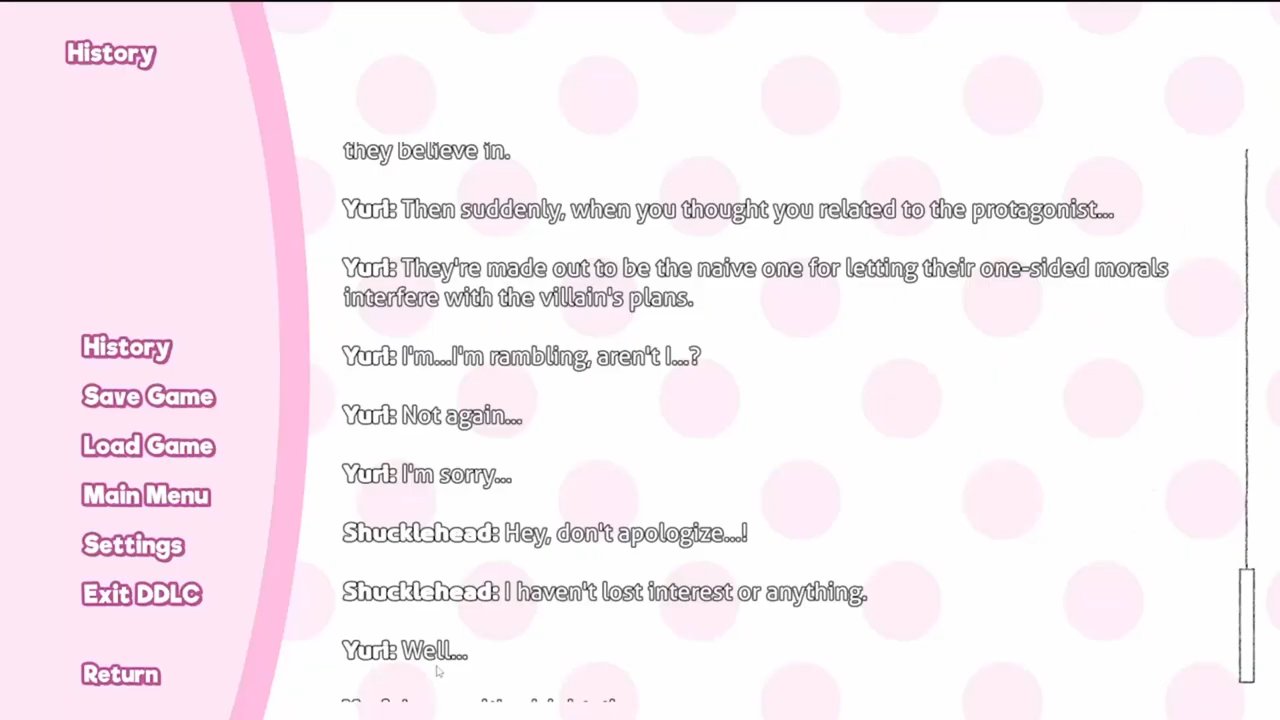 History
History
Save Game
Load Game
Main Menu
Settings
Exit DDLC
Return
they believe in.
Yuri: Then suddenly, when you thought you related to the protagonist...
Yuri: They're made out to be the naive one for letting their one-sided morals
interfere with the villain's plans.
Yuri: I'm...I'm rambling, aren't I...?
Yuri: Not again...
Yuri: I'm sorry...
Shucklehead: Hey, don't apologize...!
Shucklehead: I haven't lost interest or anything.
Yuri: Well...